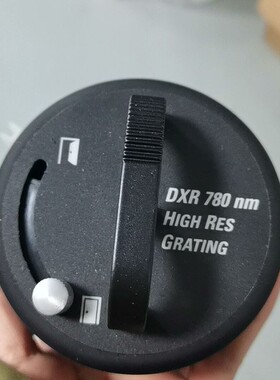 DXR 780 nm
HIGH RES
GRATING